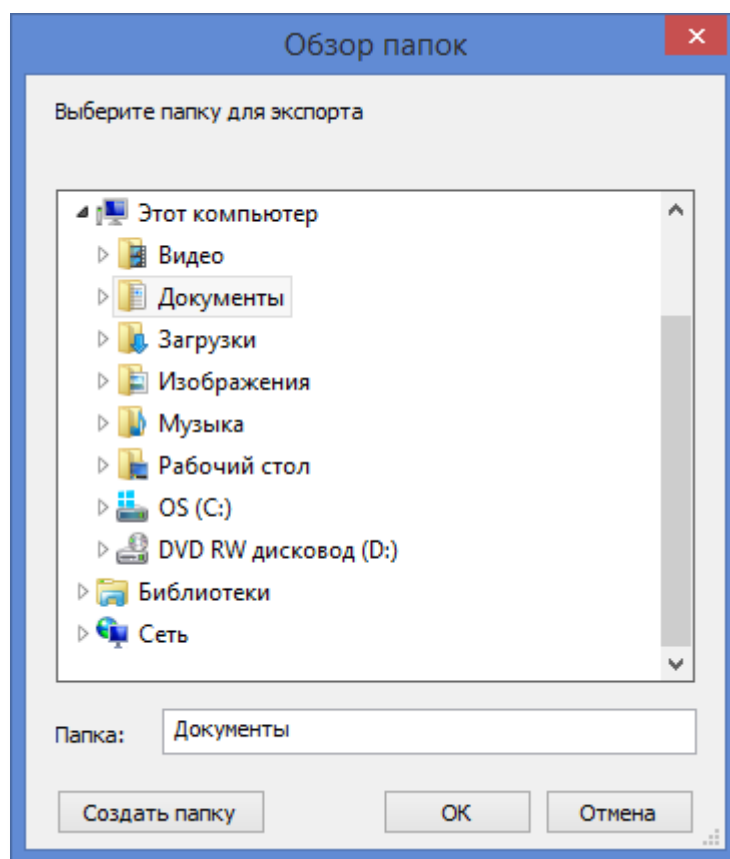 Обзор папок
Выберите папку для экспорта
Этот компьютер
Видео
Документы
Загрузки
Изображения
Музыка
Рабочий стол
OS (C:)
DVD RW дисковод (D:)
Библиотеки
Сеть
Папка: Документы
Создать папку ОК Отмена